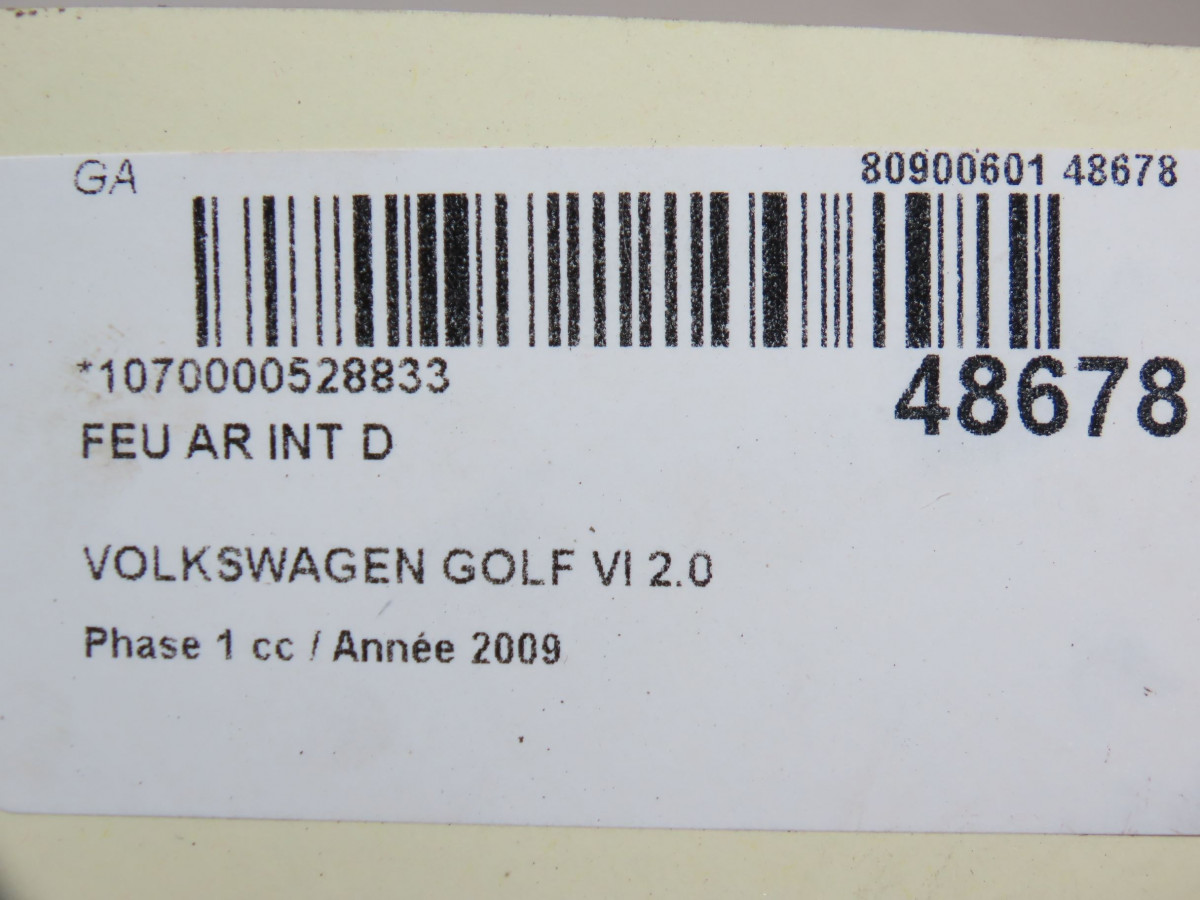 GA
80900601 48678
*1070000528833
48678
FEU AR INT D
VOLKSWAGEN GOLF VI 2.0
Phase 1 cc / Année 2009